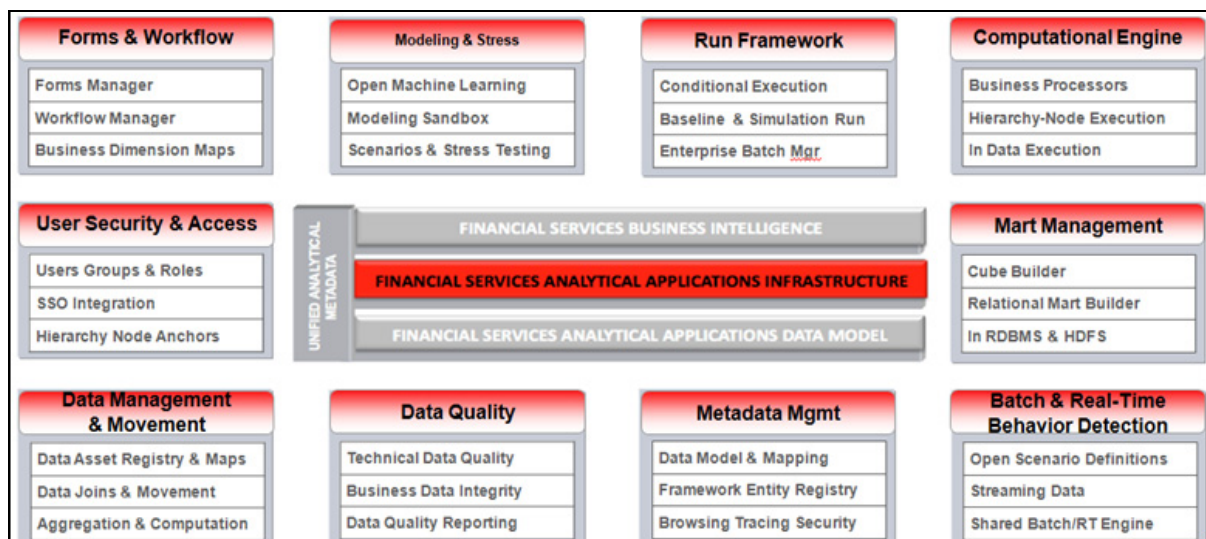 Forms & Workflow
Forms Manager
Workflow Manager
Business Dimension Maps
Modeling & Stress
Open Machine Learning
Modeling Sandbox
Scenarios & Stress Testing
Run Framework
Conditional Execution
Baseline & Simulation Run
Enterprise Batch Mgr
Computational Engine
Business Processors
Hierarchy-Node Execution
In Data Execution
User Security & Access
Users Groups & Roles
SSO Integration
Hierarchy Node Anchors
UNIFIED ANALYTICAL
METADATA
FINANCIAL SERVICES BUSINESS INTELLIGENCE
FINANCIAL SERVICES ANALYTICAL APPLICATIONS INFRASTRUCTURE
FINANCIAL SERVICES ANALYTICAL APPLICATIONS DATA MODEL
Mart Management
Cube Builder
Relational Mart Builder
In RDBMS & HDFS
Data Management
& Movement
Data Asset Registry & Maps
Data Joins & Movement
Aggregation & Computation
Data Quality
Technical Data Quality
Business Data Integrity
Data Quality Reporting
Metadata Mgmt
Data Model & Mapping
Framework Entity Registry
Browsing Tracing Security
Batch & Real-Time
Behavior Detection
Open Scenario Definitions
Streaming Data
Shared Batch/RT Engine